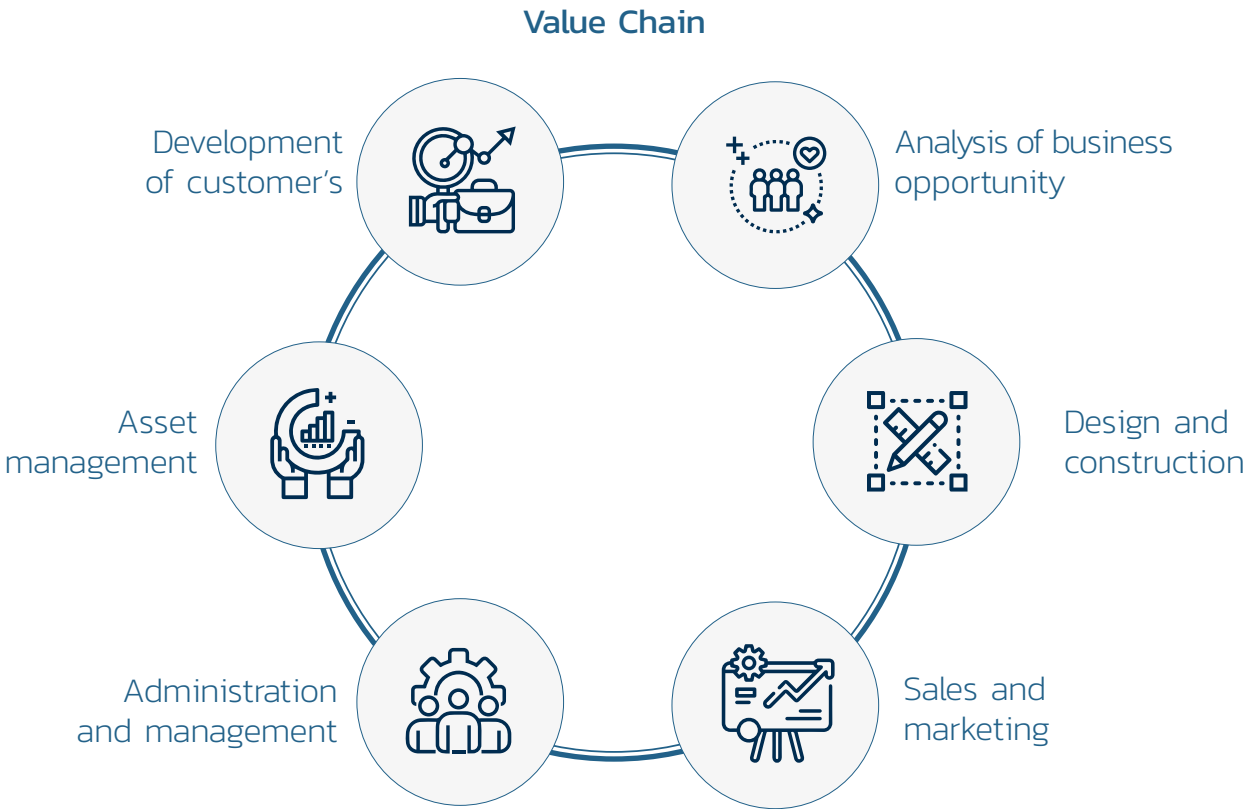 Value Chain
Development
of customer's
Analysis of business
opportunity
Asset
management
Design and
construction
Administration
and management
Sales and
marketing